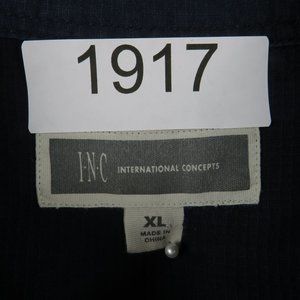 1917
I·N·C INTERNATIONAL CONCEPTS
XL
MADE IN
CHINA